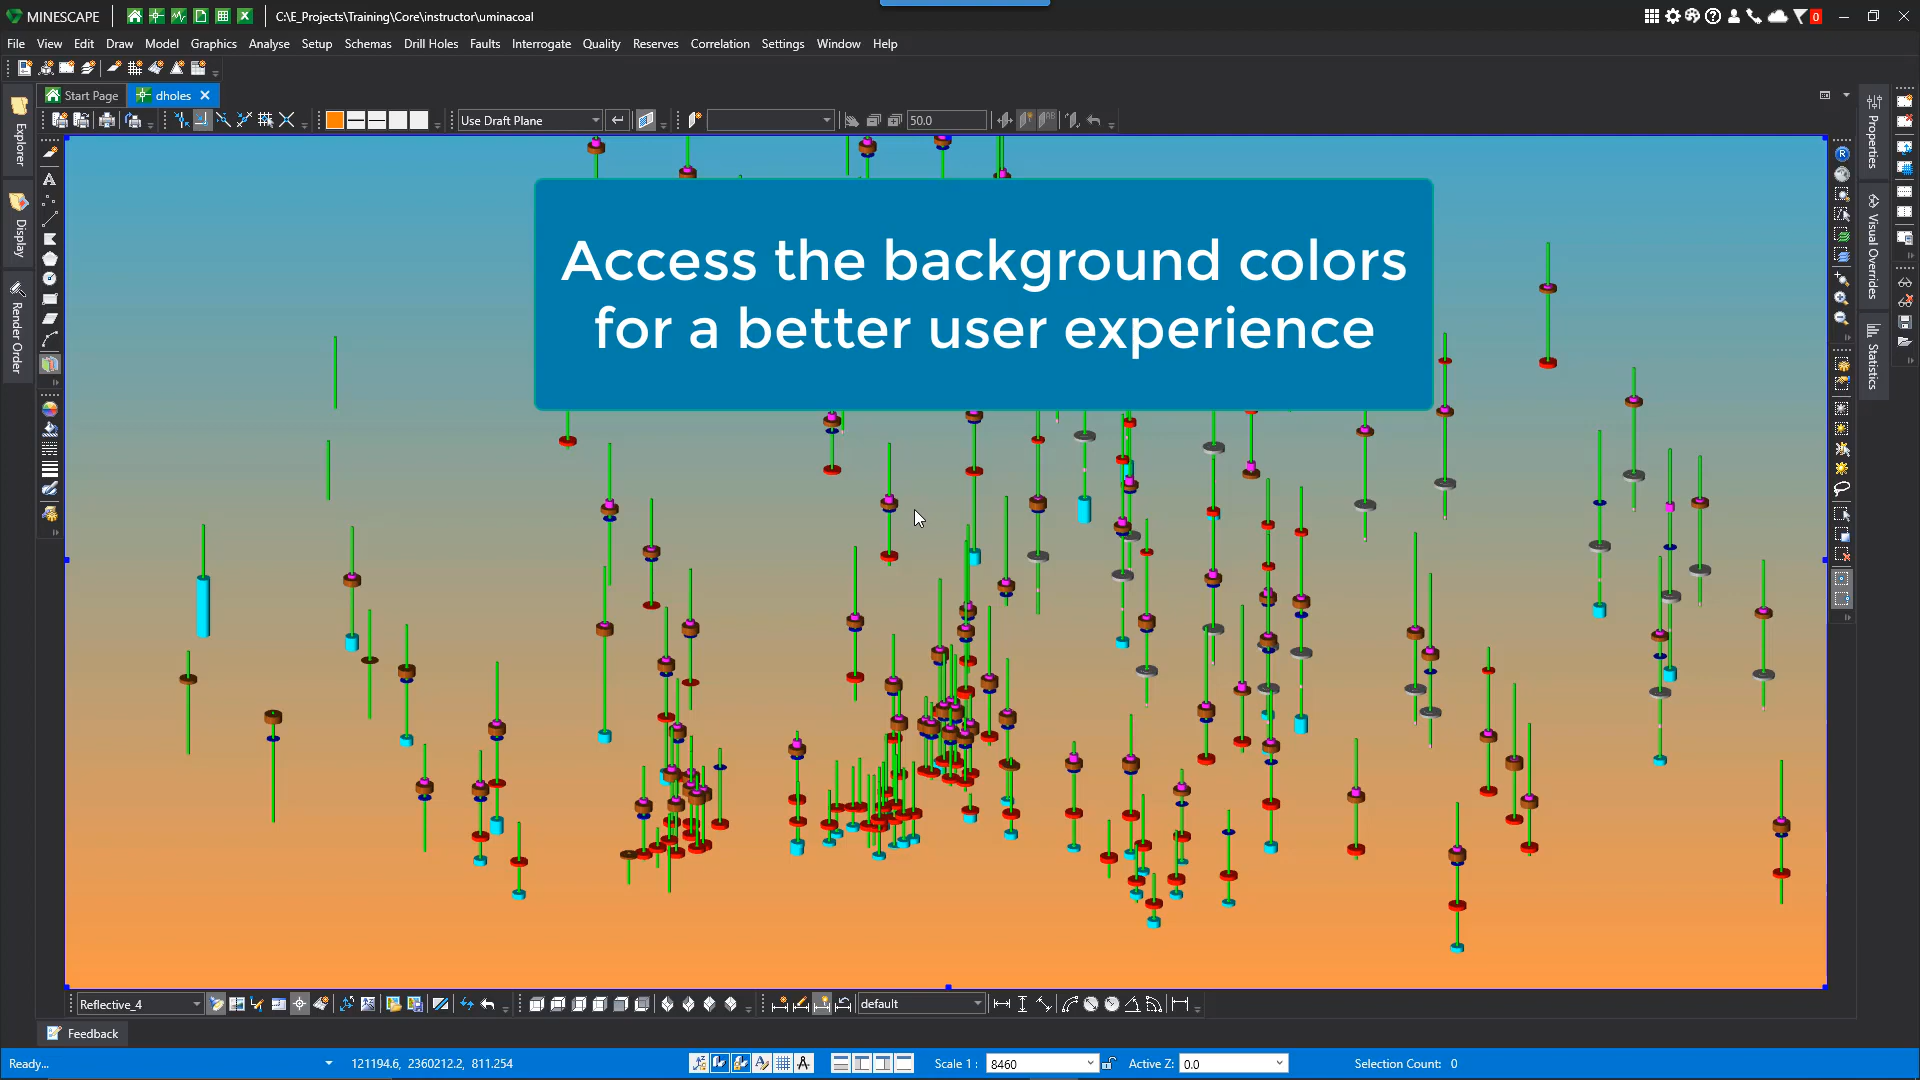 MINESCAPE
C:\E_Projects\Training\Core\instructor\uminacoal
0
File View Edit Draw Model Graphics Analyse Setup Schemas Drill Holes Faults Interrogate Quality Reserves Correlation Settings Window Help
Start Page dholes
Use Draft Plane
50.0
Explorer
Display
Render Order
Properties
Visual Overrides
Statistics
Access the background colors
for a better user experience
Reflective_4
default
Feedback
Ready... 121194.6, 2360212.2, 811.254 Scale 1 : 8460 Active Z: 0.0 Selection Count: 0